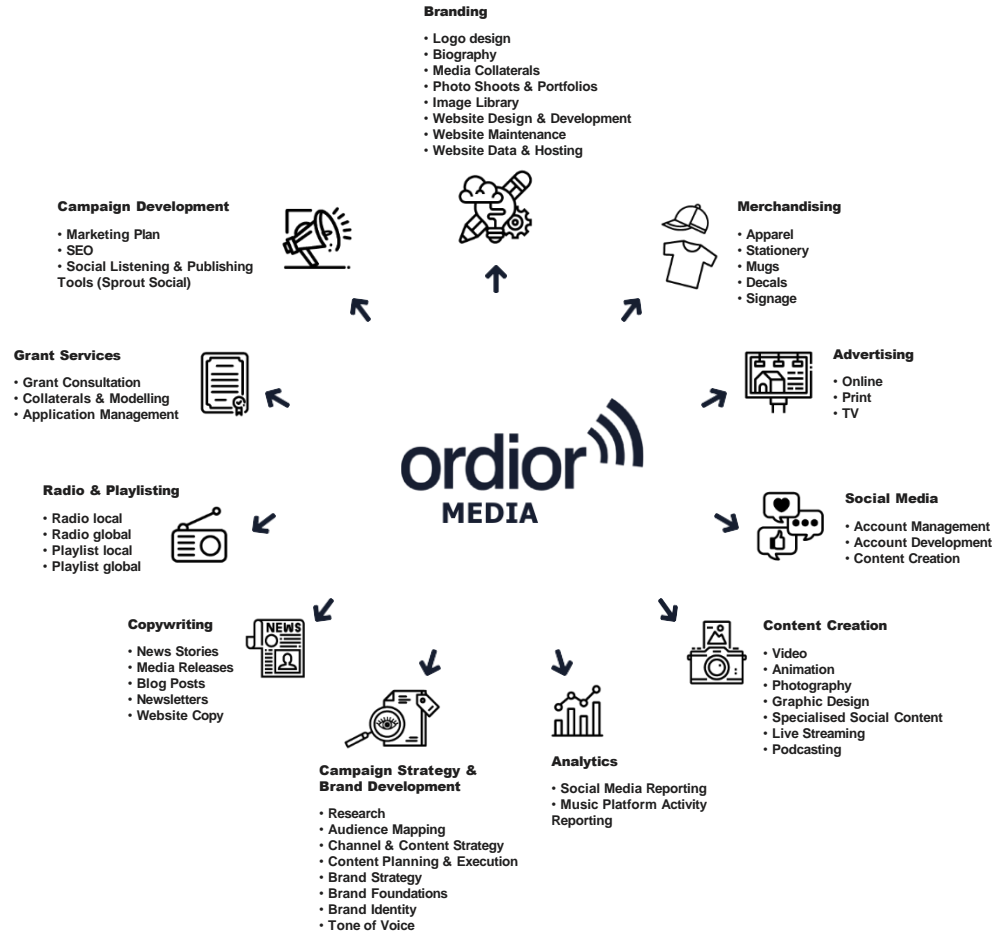 Branding
• Logo design
• Biography
• Media Collaterals
• Photo Shoots & Portfolios
• Image Library
• Website Design & Development
• Website Maintenance
• Website Data & Hosting
Campaign Development
• Marketing Plan
• SEO
• Social Listening & Publishing
Tools (Sprout Social)
Merchandising
• Apparel
• Stationery
• Mugs
• Decals
• Signage
Grant Services
• Grant Consultation
• Collaterals & Modelling
• Application Management
Advertising
• Online
• Print
• TV
ordior
MEDIA
Radio & Playlisting
• Radio local
• Radio global
• Playlist local
• Playlist global
Social Media
• Account Management
• Account Development
• Content Creation
Copywriting
• News Stories
• Media Releases
• Blog Posts
• Newsletters
• Website Copy
NEWS
Content Creation
• Video
• Animation
• Photography
• Graphic Design
• Specialised Social Content
• Live Streaming
• Podcasting
Campaign Strategy &
Brand Development
• Research
• Audience Mapping
• Channel & Content Strategy
• Content Planning & Execution
• Brand Strategy
• Brand Foundations
• Brand Identity
• Tone of Voice
Analytics
• Social Media Reporting
• Music Platform Activity
Reporting